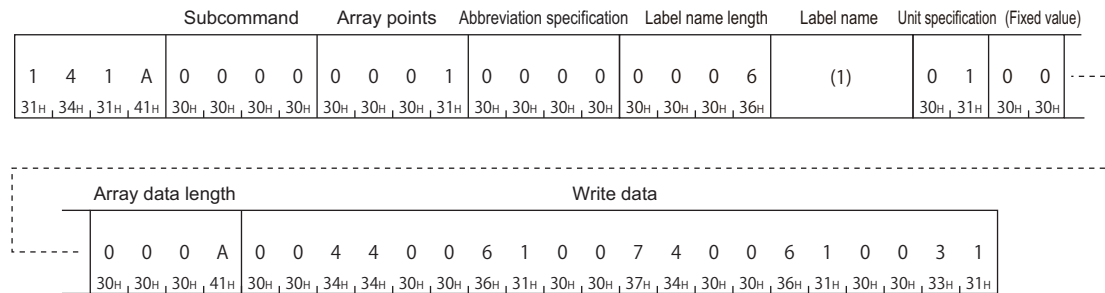 Subcommand Array points Abbreviation specification Label name length Label name Unit specification (Fixed value)
1 4 1 A 0 0 0 0 0 0 0 1 0 0 0 0 0 0 0 6 (1) 0 1 0 0
31H 34H 31H 41H 30H 30H 30H 30H 30H 30H 30H 31H 30H 30H 30H 30H 30H 30H 30H 36H 30H 31H 30H 30H
Array data length Write data
0 0 0 A 0 0 4 4 0 0 6 1 0 0 7 4 0 0 6 1 0 0 3 1
30H 30H 30H 41H 30H 30H 34H 34H 30H 30H 36H 31H 30H 30H 37H 34H 30H 30H 36H 31H 30H 30H 33H 31H